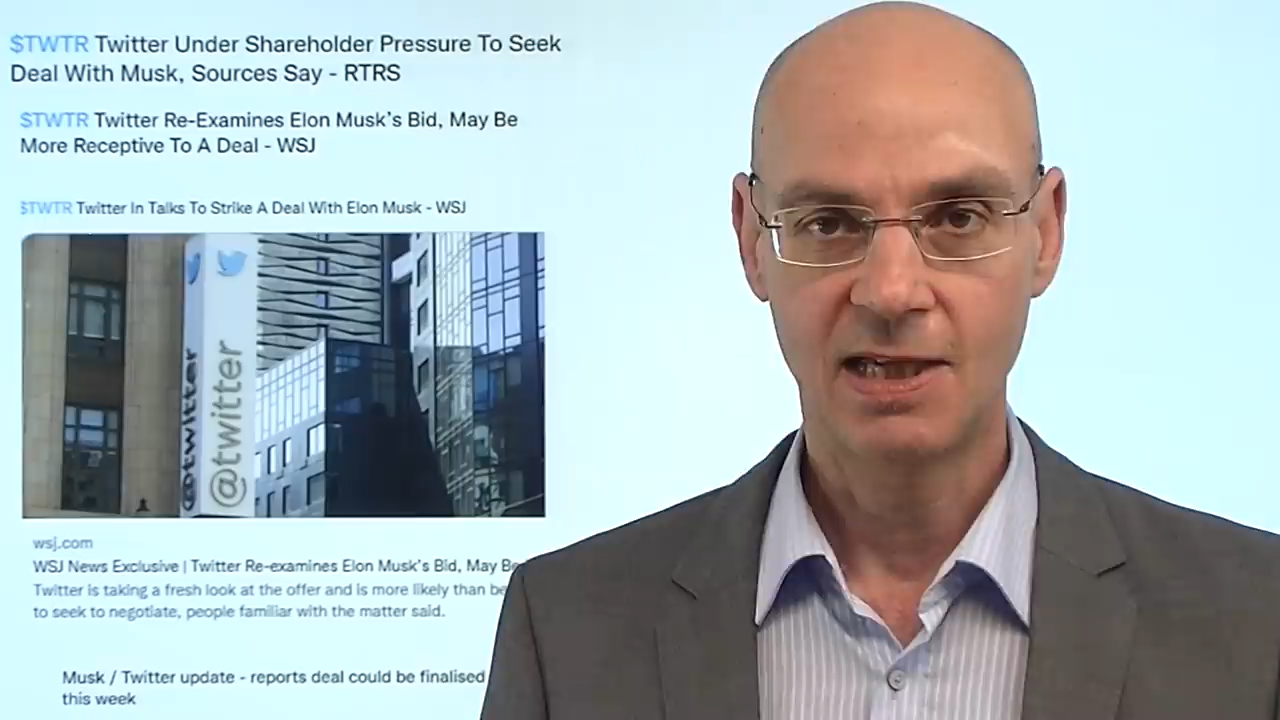 $TWTR Twitter Under Shareholder Pressure To Seek
Deal With Musk, Sources Say - RTRS
$TWTR Twitter Re-Examines Elon Musk's Bid, May Be
More Receptive To A Deal - WSJ
$TWTR Twitter In Talks To Strike A Deal With Elon Musk - WSJ
@twitter
@twitter
wsj.com
WSJ News Exclusive | Twitter Re-examines Elon Musk's Bid, May Be
Twitter is taking a fresh look at the offer and is more likely than be
to seek to negotiate, people familiar with the matter said.
Musk / Twitter update - reports deal could be finalised
this week